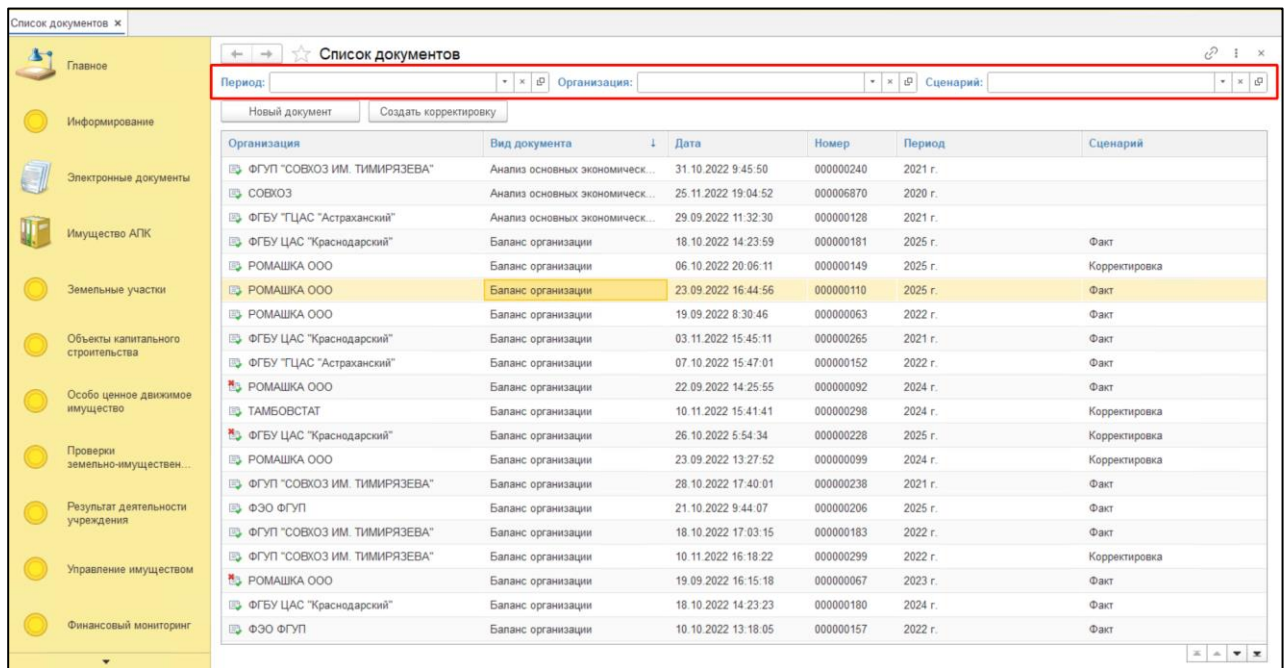 Список документов ×
Главное
Информирование
Электронные документы
Имущество АПК
Земельные участки
Объекты капитального
строительства
Особо ценное движимое
имущество
Проверки
земельно-имуществен...
Результат деятельности
учреждения
Управление имуществом
Финансовый мониторинг
Список документов
Период: Организация: Сценарий:
Новый документ Создать корректировку
Организация Вид документа ↓ Дата Номер Период Сценарий
ФГУП "СОВХОЗ ИМ. ТИМИРЯЗЕВА" Анализ основных экономическ... 31.10.2022 9:45:50 000000240 2021 г.
СОВХОЗ Анализ основных экономическ... 25.11.2022 19:04:52 000006870 2020 г.
ФГБУ "ГЦАС "Астраханский" Анализ основных экономическ... 29.09.2022 11:32:30 000000128 2021 г.
ФГБУ ЦАС "Краснодарский" Баланс организации 18.10.2022 14:23:59 000000181 2025 г. Факт
РОМАШКА ООО Баланс организации 06.10.2022 20:06:11 000000149 2025 г. Корректировка
РОМАШКА ООО Баланс организации 23.09.2022 16:44:56 000000110 2025 г. Факт
РОМАШКА ООО Баланс организации 19.09.2022 8:30:46 000000063 2022 г. Факт
ФГБУ ЦАС "Краснодарский" Баланс организации 03.11.2022 15:45:11 000000265 2021 г. Факт
ФГБУ "ГЦАС "Астраханский" Баланс организации 07.10.2022 15:47:01 000000152 2022 г. Факт
РОМАШКА ООО Баланс организации 22.09.2022 14:25:55 000000092 2024 г. Факт
ТАМБОВСТАТ Баланс организации 10.11.2022 15:41:41 000000298 2024 г. Корректировка
ФГБУ ЦАС "Краснодарский" Баланс организации 26.10.2022 5:54:34 000000228 2025 г. Корректировка
РОМАШКА ООО Баланс организации 23.09.2022 13:27:52 000000099 2024 г. Корректировка
ФГУП "СОВХОЗ ИМ. ТИМИРЯЗЕВА" Баланс организации 28.10.2022 17:40:01 000000238 2021 г. Факт
ФЭО ФГУП Баланс организации 21.10.2022 9:44:07 000000206 2025 г. Факт
ФГУП "СОВХОЗ ИМ. ТИМИРЯЗЕВА" Баланс организации 18.10.2022 17:03:15 000000183 2022 г. Факт
ФГУП "СОВХОЗ ИМ. ТИМИРЯЗЕВА" Баланс организации 10.11.2022 16:18:22 000000299 2022 г. Корректировка
РОМАШКА ООО Баланс организации 19.09.2022 16:15:18 000000067 2023 г. Факт
ФГБУ ЦАС "Краснодарский" Баланс организации 18.10.2022 14:23:23 000000180 2024 г. Факт
ФЭО ФГУП Баланс организации 10.10.2022 13:18:05 000000157 2022 г. Факт